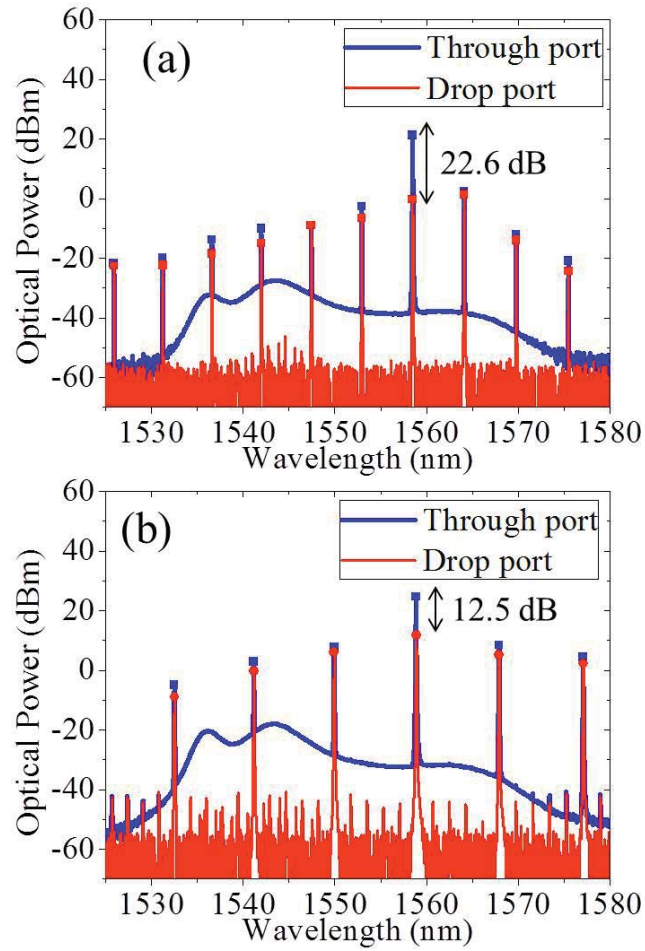 60
40
20
0
-20
-40
-60
Optical Power (dBm)
(a)
Through port
Drop port
22.6 dB
1530 1540 1550 1560 1570 1580
Wavelength (nm)
60
40
20
0
-20
-40
-60
Optical Power (dBm)
(b)
Through port
Drop port
12.5 dB
1530 1540 1550 1560 1570 1580
Wavelength (nm)